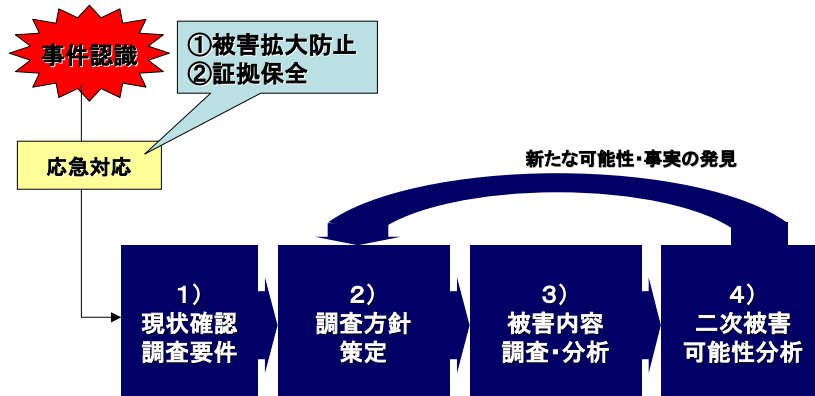 事件認識
①被害拡大防止
②証拠保全
応急対応
新たな可能性・事実の発見
1）
現状確認
調査要件
2）
調査方針
策定
3）
被害内容
調査・分析
4）
二次被害
可能性分析